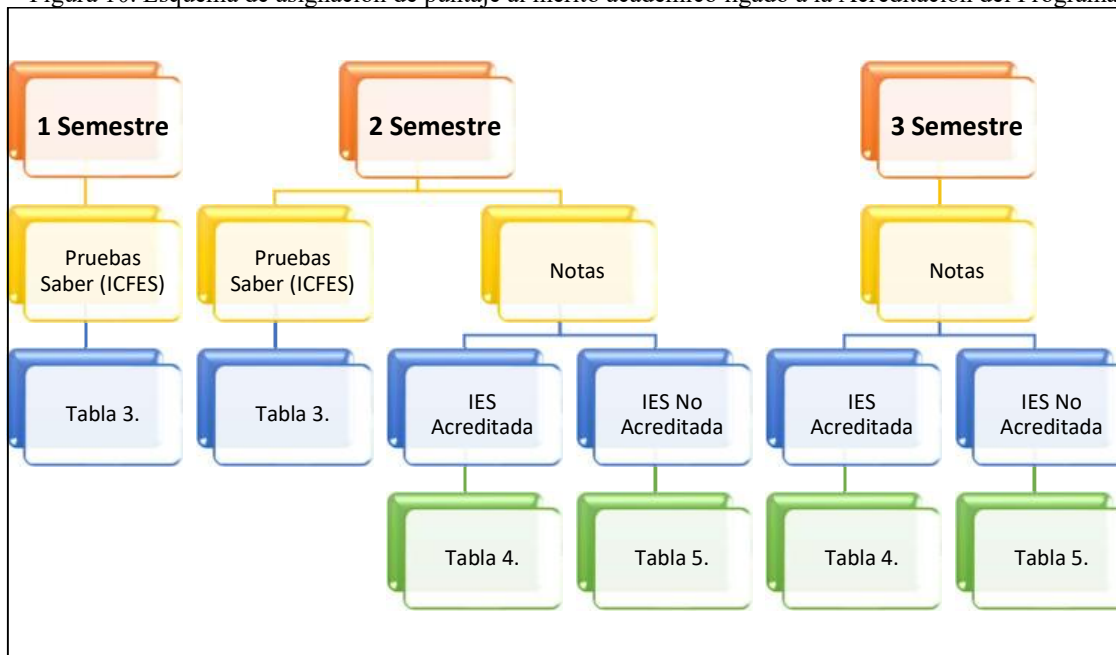 Figura 10. Esquema de asignación de puntaje al mérito académico ligado a la Acreditación del Programa
1 Semestre
2 Semestre
3 Semestre
Pruebas
Saber (ICFES)
Pruebas
Saber (ICFES)
Notas
Notas
Tabla 3.
Tabla 3.
IES
Acreditada
IES No
Acreditada
IES
Acreditada
IES No
Acreditada
Tabla 4.
Tabla 5.
Tabla 4.
Tabla 5.